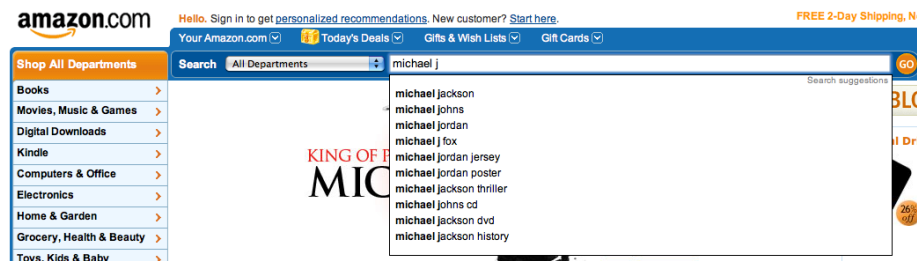 amazon.com
Hello. Sign in to get personalized recommendations. New customer? Start here.
FREE 2-Day Shipping, N
Your Amazon.com
Today's Deals
Gifts & Wish Lists
Gift Cards
Shop All Departments
Search
All Departments
michael j
GO
Search suggestions
michael jackson
michael johns
michael jordan
michael j fox
michael jordan jersey
michael jordan poster
michael jackson thriller
michael johns cd
michael jackson dvd
michael jackson history
Books
Movies, Music & Games
Digital Downloads
Kindle
Computers & Office
Electronics
Home & Garden
Grocery, Health & Beauty
Toys, Kids & Baby
KING OF P
MIC
BLO
l Dr
26%
off